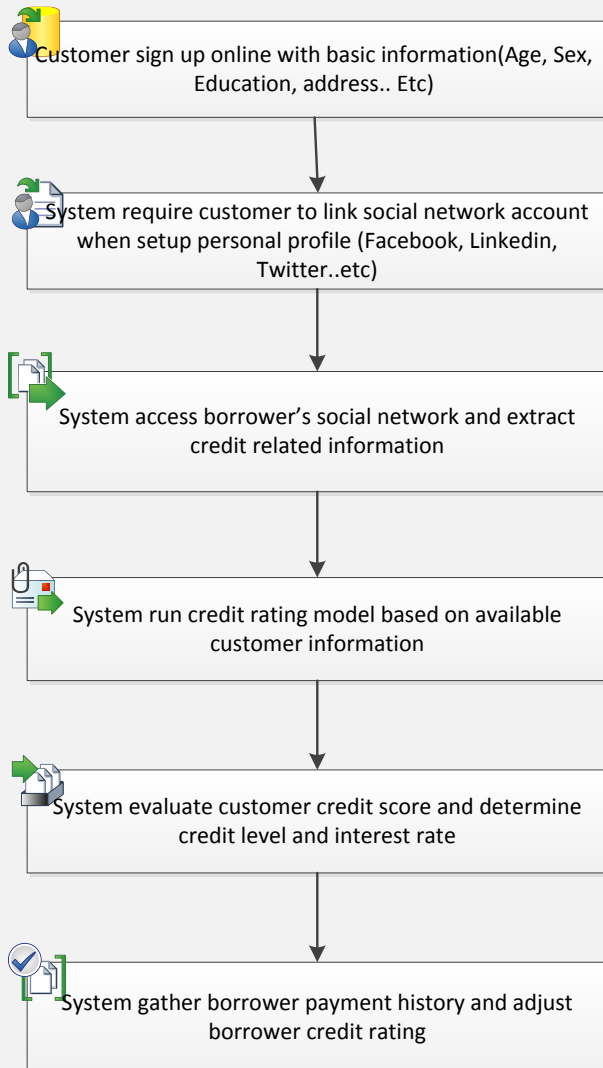 Customer sign up online with basic information(Age, Sex,
Education, address.. Etc)
System require customer to link social network account
when setup personal profile (Facebook, Linkedin,
Twitter..etc)
System access borrower’s social network and extract
credit related information
System run credit rating model based on available
customer information
System evaluate customer credit score and determine
credit level and interest rate
System gather borrower payment history and adjust
borrower credit rating